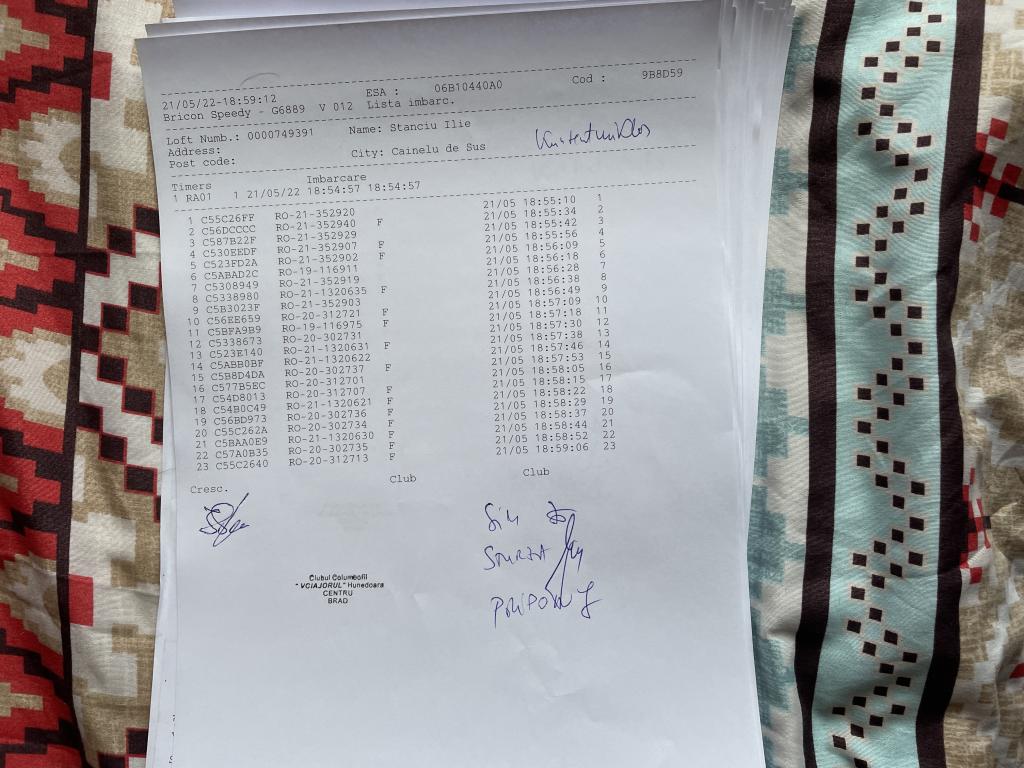 21/05/22-18:59:12 ESA : 06B10440A0 Cod : 9B8D59
Bricon Speedy - G6889 V 012 Lista imbarc.
Loft Numb.: 0000749391 Name: Stanciu Ilie
Address:
Post code: City: Cainelu de Sus
Timers Imbarcare
1 RA01 1 21/05/22 18:54:57 18:54:57
1 C55C26FF RO-21-352920 21/05 18:55:10 1
2 C56DCCCC RO-21-352940 F 21/05 18:55:34 2
3 C587B22F RO-21-352929 21/05 18:55:42 3
4 C530EEDF RO-21-352907 F 21/05 18:55:56 4
5 C523FD2A RO-21-352902 F 21/05 18:56:09 5
6 C5ABAD2C RO-19-116911 21/05 18:56:18 6
7 C5308949 RO-21-352919 21/05 18:56:28 7
8 C5338980 RO-21-1320635 F 21/05 18:56:38 8
9 C5B3023F RO-21-352903 21/05 18:56:49 9
10 C56EE659 RO-20-312721 F 21/05 18:57:09 10
11 C5BFA9B9 RO-19-116975 F 21/05 18:57:18 11
12 C5338673 RO-20-302731 21/05 18:57:30 12
13 C523E140 RO-21-1320631 F 21/05 18:57:38 13
14 C5ABB0BF RO-21-1320622 21/05 18:57:46 14
15 C5B8D4DA RO-20-302737 F 21/05 18:57:53 15
16 C577B5EC RO-20-312701 21/05 18:58:05 16
17 C54D8013 RO-20-312707 F 21/05 18:58:15 17
18 C54B0C49 RO-21-1320621 F 21/05 18:58:22 18
19 C56BD973 RO-20-302736 F 21/05 18:58:29 19
20 C55C262A RO-20-302734 F 21/05 18:58:37 20
21 C5BAA0E9 RO-21-1320630 F 21/05 18:58:44 21
22 C57A0B35 RO-20-302735 F 21/05 18:58:52 22
23 C55C2640 RO-20-312713 F 21/05 18:59:06 23
Cresc. Club Club
Clubul Columbofil
"VCIAJORUL" Hunedoara
CENTRU
BRAD